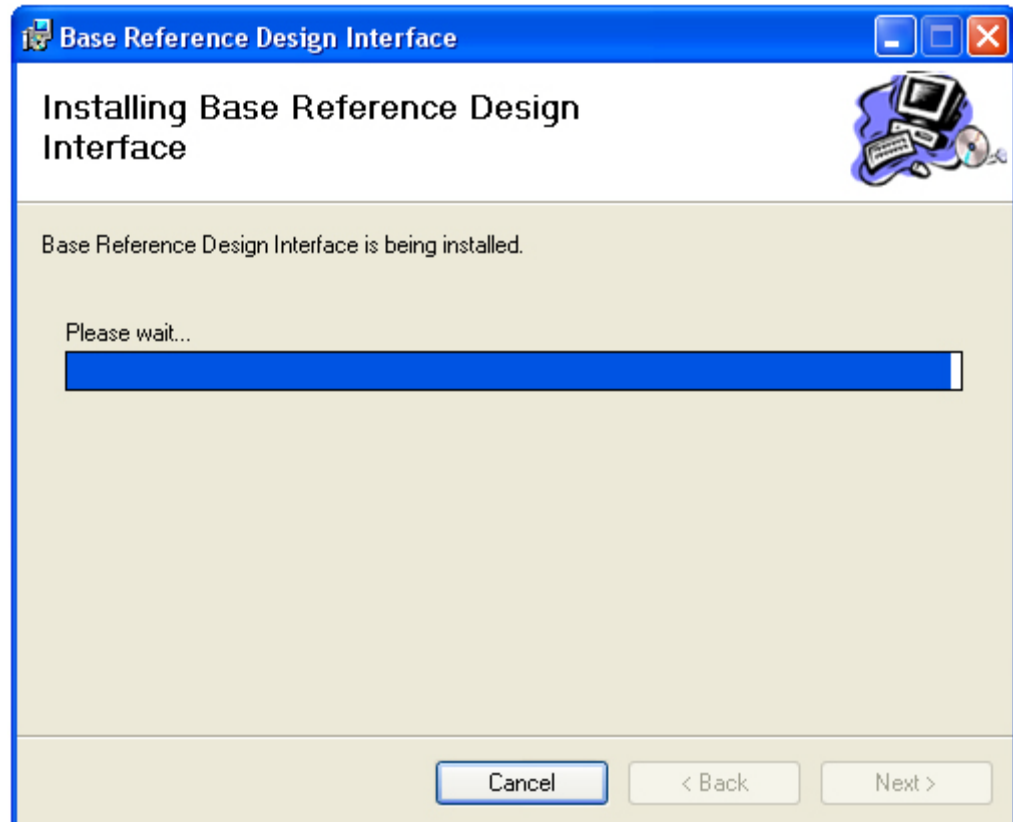 Base Reference Design Interface
Installing Base Reference Design
Interface
Base Reference Design Interface is being installed.
Please wait...
Cancel
< Back
Next >